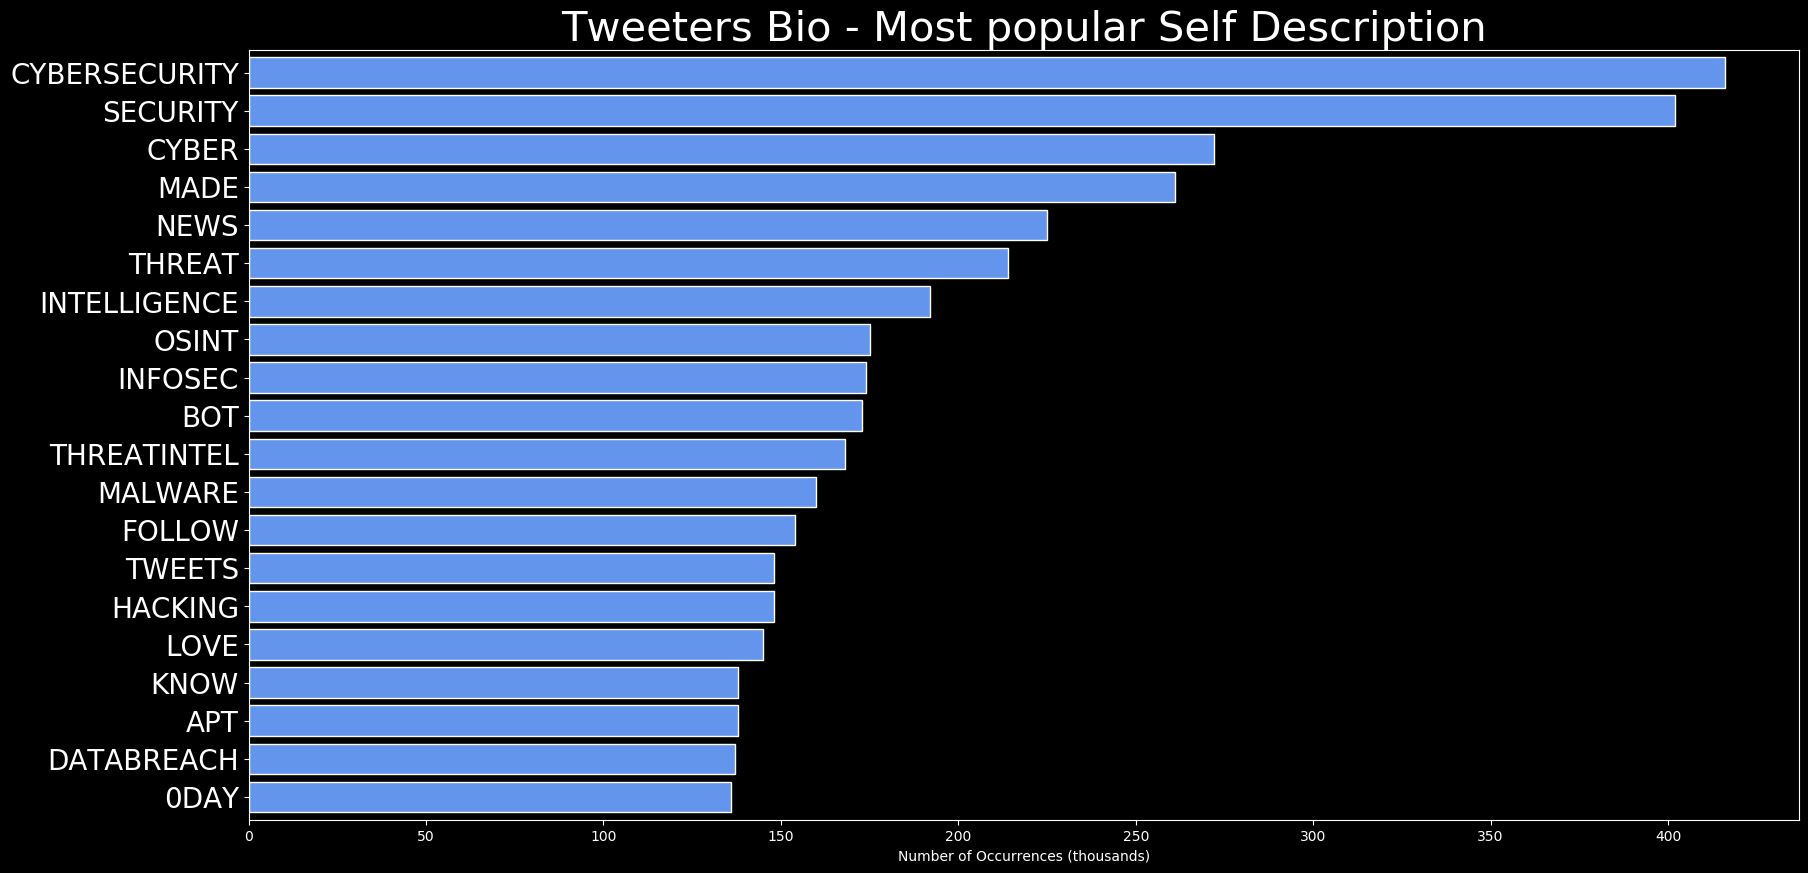 Tweeters Bio - Most popular Self Description
CYBERSECURITY
SECURITY
CYBER
MADE
NEWS
THREAT
INTELLIGENCE
OSINT
INFOSEC
BOT
THREATINTEL
MALWARE
FOLLOW
TWEETS
HACKING
LOVE
KNOW
APT
DATABREACH
0DAY
0 50 100 150 200 250 300 350 400
Number of Occurrences (thousands)